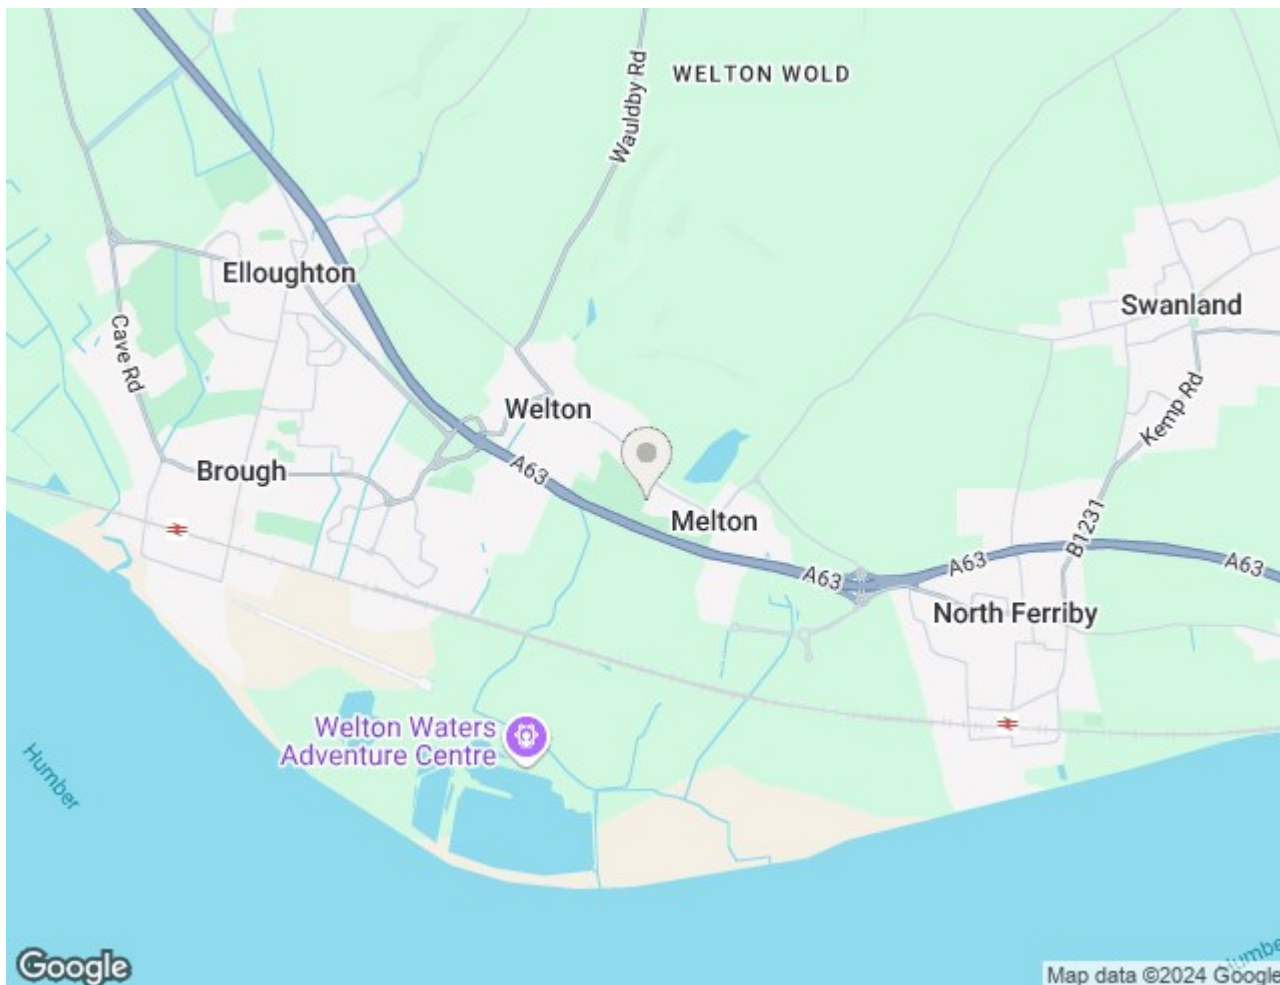 WELTON WOLD
Wauldby Rd
Elloughton
Swanland
Cave Rd
Welton
Kemp Rd
Brough
A63
Melton
B1231
A63
A63
A63
North Ferriby
Welton Waters
Adventure Centre
Humber
Humber
Google
Map data ©2024 Google